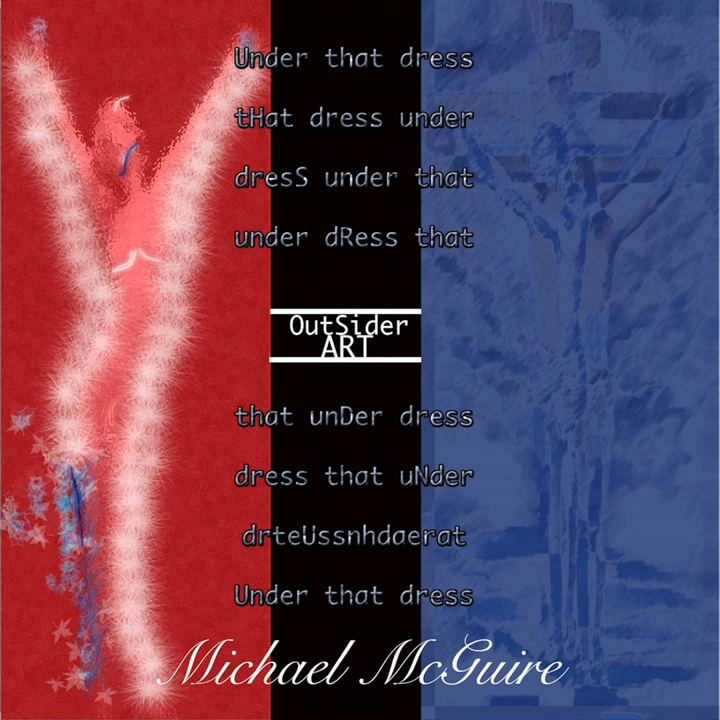 Under that dress
tHat dress under
dresS under that
under dRess that
OutSider
ART
that unDer dress
dress that uNder
drteUssnhdaerat
Under that dress
Michael McGuire